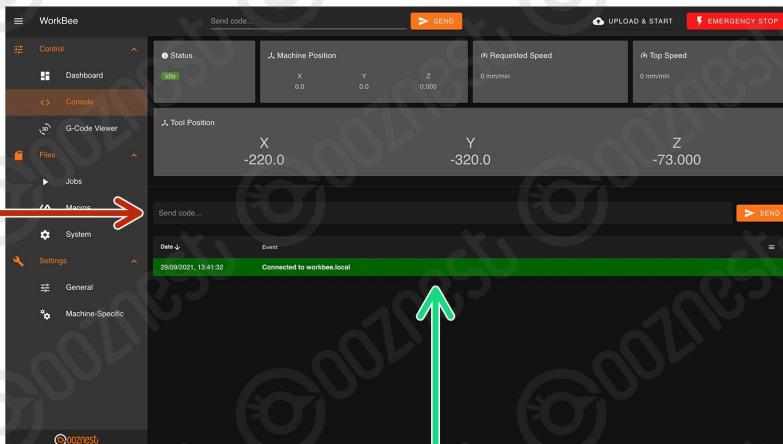 WorkBee
Send code...
SEND
UPLOAD & START
EMERGENCY STOP
Control
Dashboard
Console
G-Code Viewer
Files
Jobs
Macros
System
Settings
General
Machine-Specific
ooznest
Status
Idle
Machine Position
X Y Z
0.0 0.0 0.000
Requested Speed
0 mm/min
Top Speed
0 mm/min
Tool Position
X Y Z
-220.0 -320.0 -73.000
Send code...
SEND
Date Event
29/09/2021, 13:41:32 Connected to workbee.local